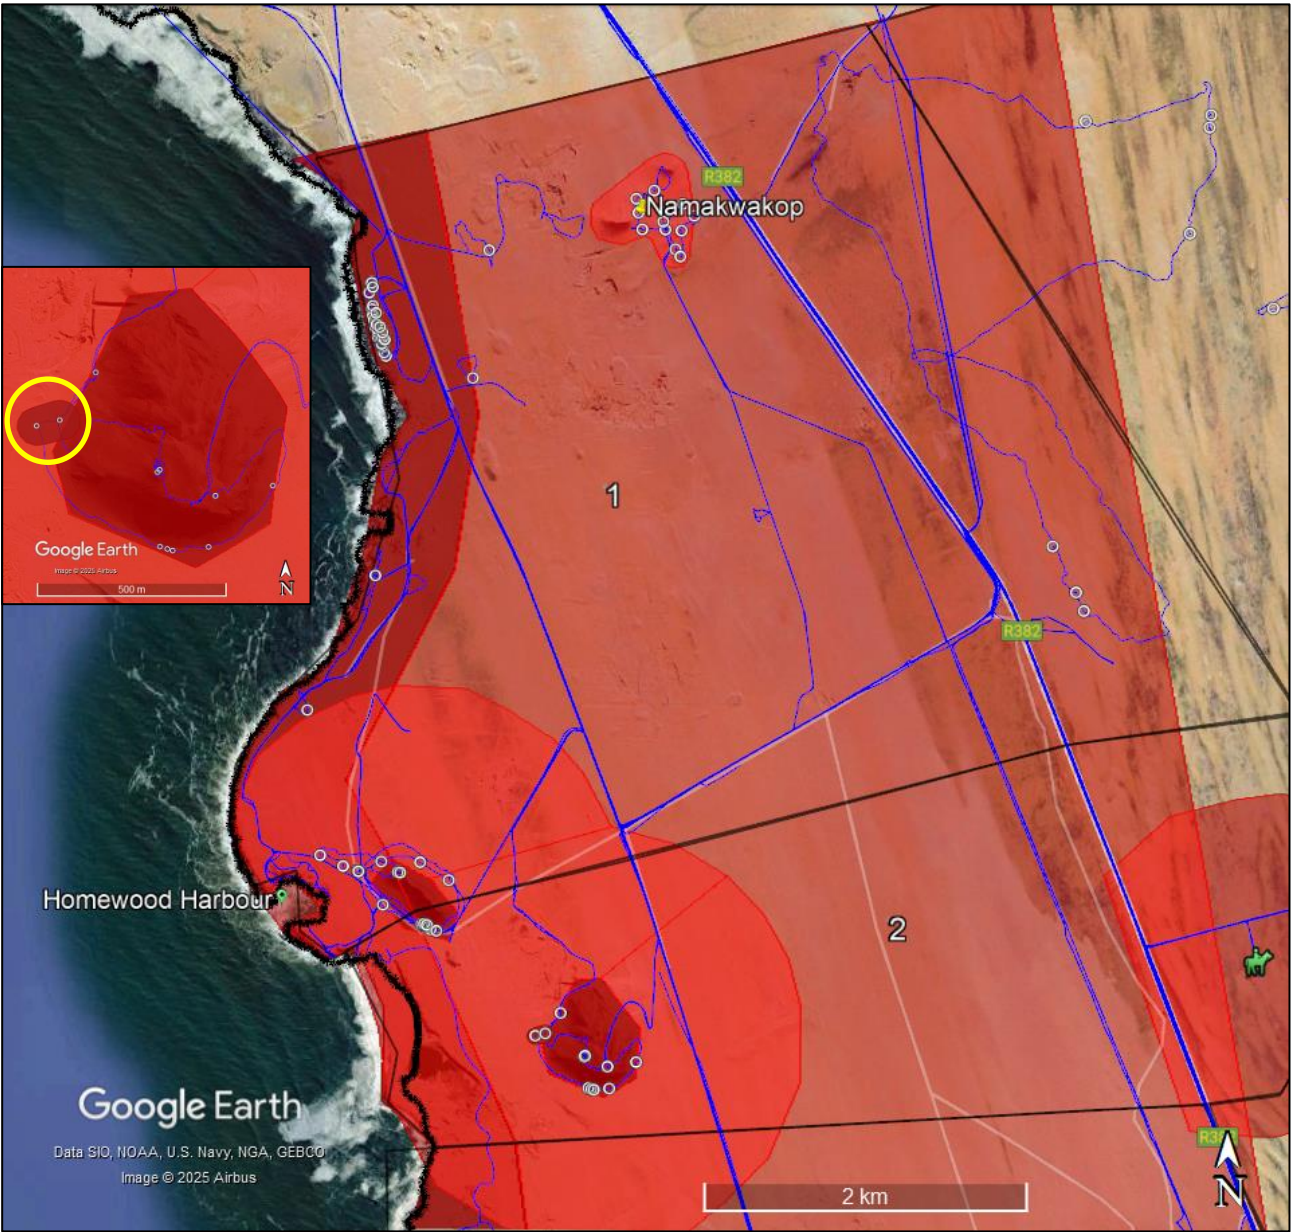 R382
Namakwakop
1
Google Earth
Image © 2025 Airbus
500 m
N
R382
Homewood Harbour
2
Google Earth
Data SIO, NOAA, U.S. Navy, NGA, GEBCO
Image © 2025 Airbus
2 km
N